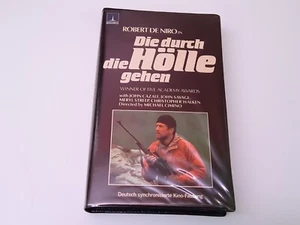 ROBERT DE NIRO in
Die durch
die Hölle
gehen
WINNER OF FIVE ACADEMY AWARDS
with JOHN CAZALE, JOHN SAVAGE,
MERYL STREEP, CHRISTOPHER WALKEN
Directed by MICHAEL CIMINO
Deutsch synchronisierte Kino-Fassung